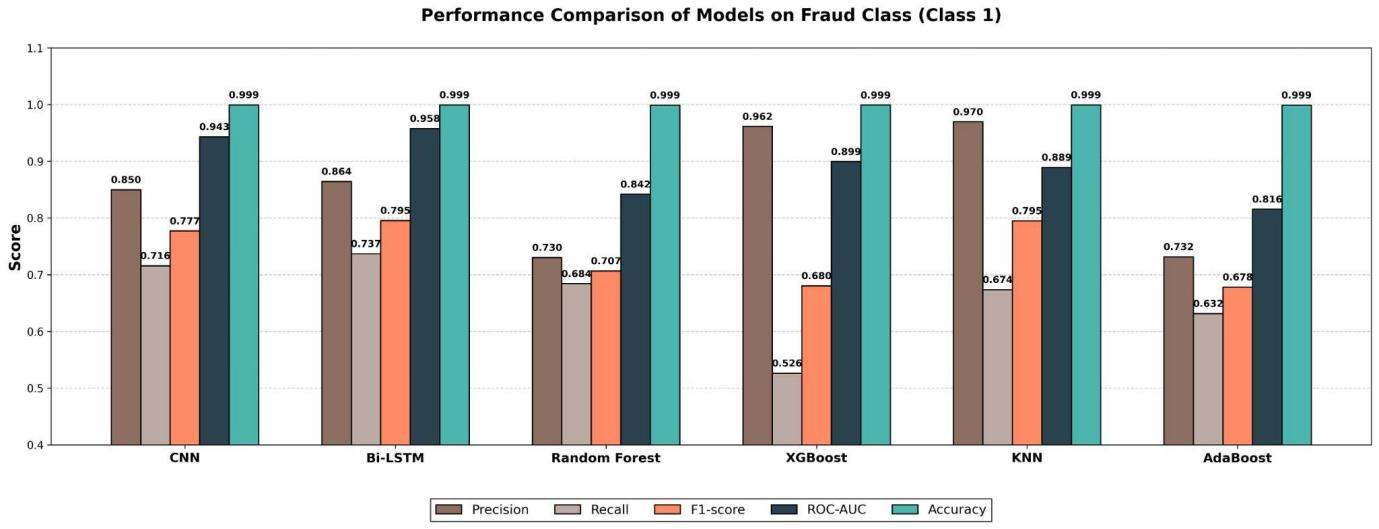 Performance Comparison of Models on Fraud Class (Class 1)
Score
1.1
1.0
0.9
0.8
0.7
0.6
0.5
0.4
0.850
0.716
0.777
0.943
0.999
0.864
0.737
0.795
0.958
0.999
0.730
0.684
0.707
0.842
0.999
0.962
0.526
0.680
0.899
0.999
0.970
0.674
0.795
0.889
0.999
0.732
0.632
0.678
0.816
0.999
CNN
Bi-LSTM
Random Forest
XGBoost
KNN
AdaBoost
Precision
Recall
F1-score
ROC-AUC
Accuracy